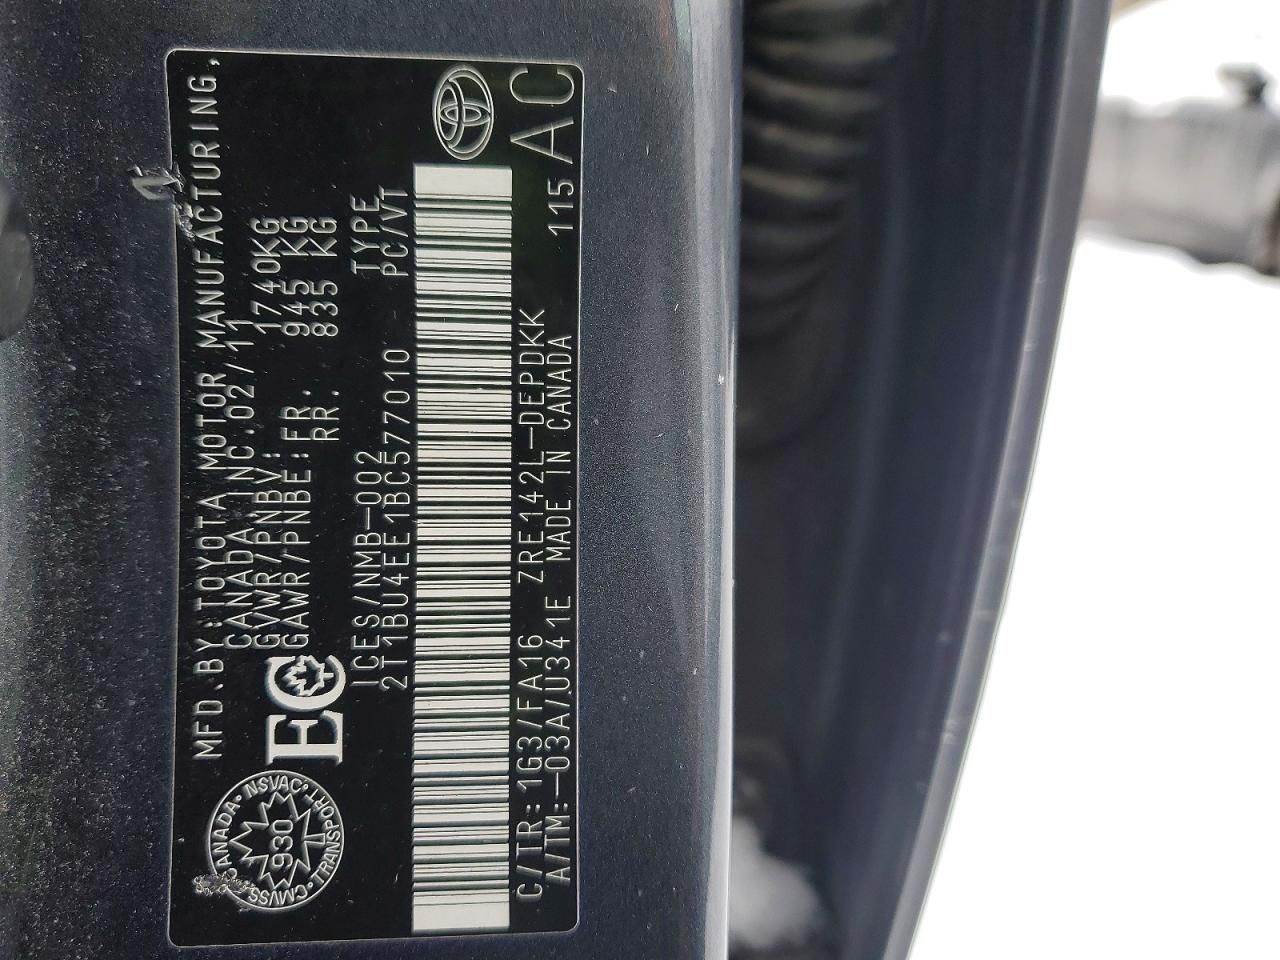 MFD.BY:TOYOTA MOTOR MANUFACTURING,
CANADA INC.02/11
GVWR/PNBV: 1740KG
GAWR/PNBE:FR. 945 KG
RR. 835 KG
EC
ICES/NMB-002 TYPE
2T1BU4EE1BC577010 PC/VT
CANADA•NSVAC•
930
CMVSS•TRANSPORT
C/TR:1G3/FA16 ZRE142L-DEPDKK
A/TM:-03A/U341E MADE IN CANADA 115 AC